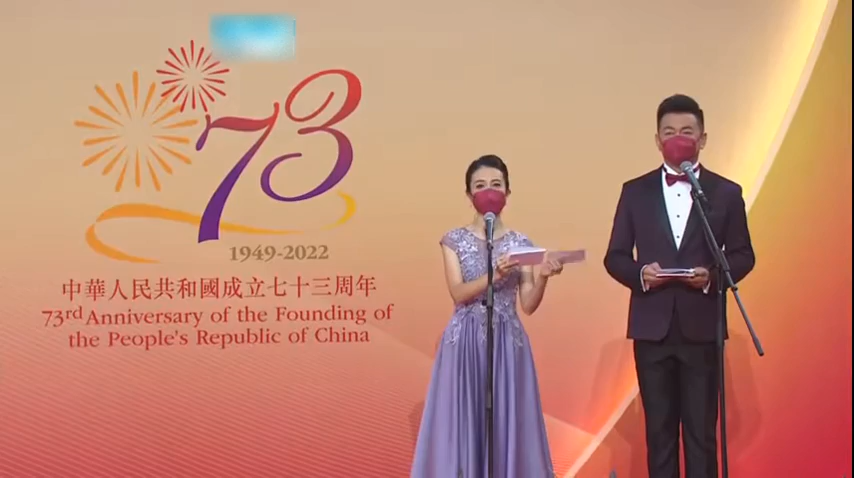 73
1949-2022
中華人民共和國成立七十三周年
73rd Anniversary of the Founding of
the People's Republic of China